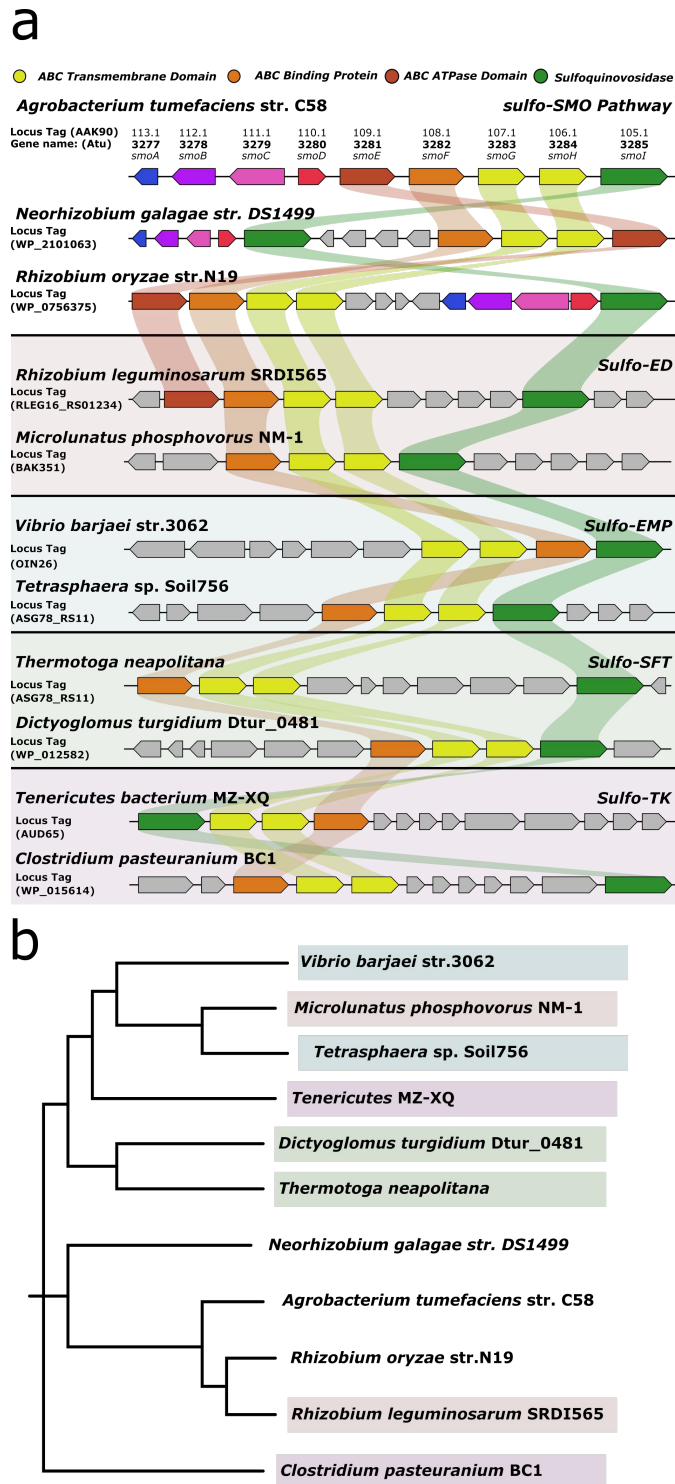 a
ABC Transmembrane Domain ABC Binding Protein ABC ATPase Domain Sulfoquinovosidase
Agrobacterium tumefaciens str. C58 sulfo-SMO Pathway
Locus Tag (AAK90) 113.1 112.1 111.1 110.1 109.1 108.1 107.1 106.1 105.1
Gene name: (Atu) 3277 3278 3279 3280 3281 3282 3283 3284 3285
smoA smoB smoC smoD smoE smoF smoG smoH smoI
Neorhizobium galagae str. DS1499
Locus Tag
(WP_2101063)
Rhizobium oryzae str.N19
Locus Tag
(WP_0756375)
Sulfo-ED
Rhizobium leguminosarum SRDI565
Locus Tag
(RLEG16_RS01234)
Microlunatus phosphovorus NM-1
Locus Tag
(BAK351)
Vibrio barjaei str.3062 Sulfo-EMP
Locus Tag
(OIN26)
Tetrasphaera sp. Soil756
Locus Tag
(ASG78_RS11)
Thermotoga neapolitana Sulfo-SFT
Locus Tag
(ASG78_RS11)
Dictyoglomus turgidium Dtur_0481
Locus Tag
(WP_012582)
Tenericutes bacterium MZ-XQ Sulfo-TK
Locus Tag
(AUD65)
Clostridium pasteuranium BC1
Locus Tag
(WP_015614)
b
Vibrio barjaei str.3062
Microlunatus phosphovorus NM-1
Tetrasphaera sp. Soil756
Tenericutes MZ-XQ
Dictyoglomus turgidium Dtur_0481
Thermotoga neapolitana
Neorhizobium galagae str. DS1499
Agrobacterium tumefaciens str. C58
Rhizobium oryzae str.N19
Rhizobium leguminosarum SRDI565
Clostridium pasteuranium BC1